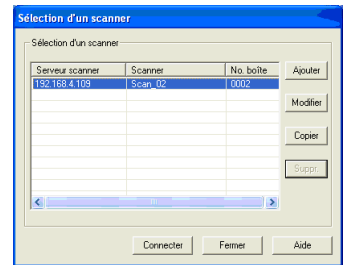 Sélection d'un scanner
Sélection d'un scanner
Serveur scanner Scanner No. boîte
192.168.4.109 Scan_02 0002
Ajouter
Modifier
Copier
Suppr.
Connecter Fermer Aide